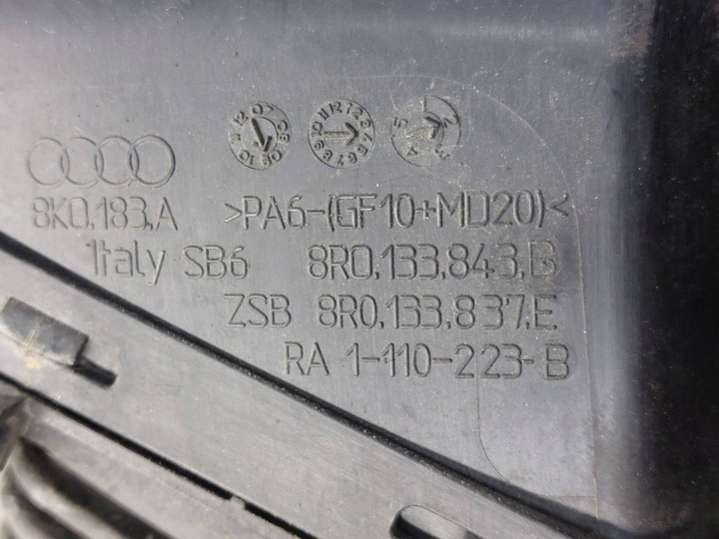 8K0.183.A >PA6-(GF10+MD20)<
Italy SB6 8R0.133.843.B
ZSB 8R0.133.837.E
RA 1-110-223-B